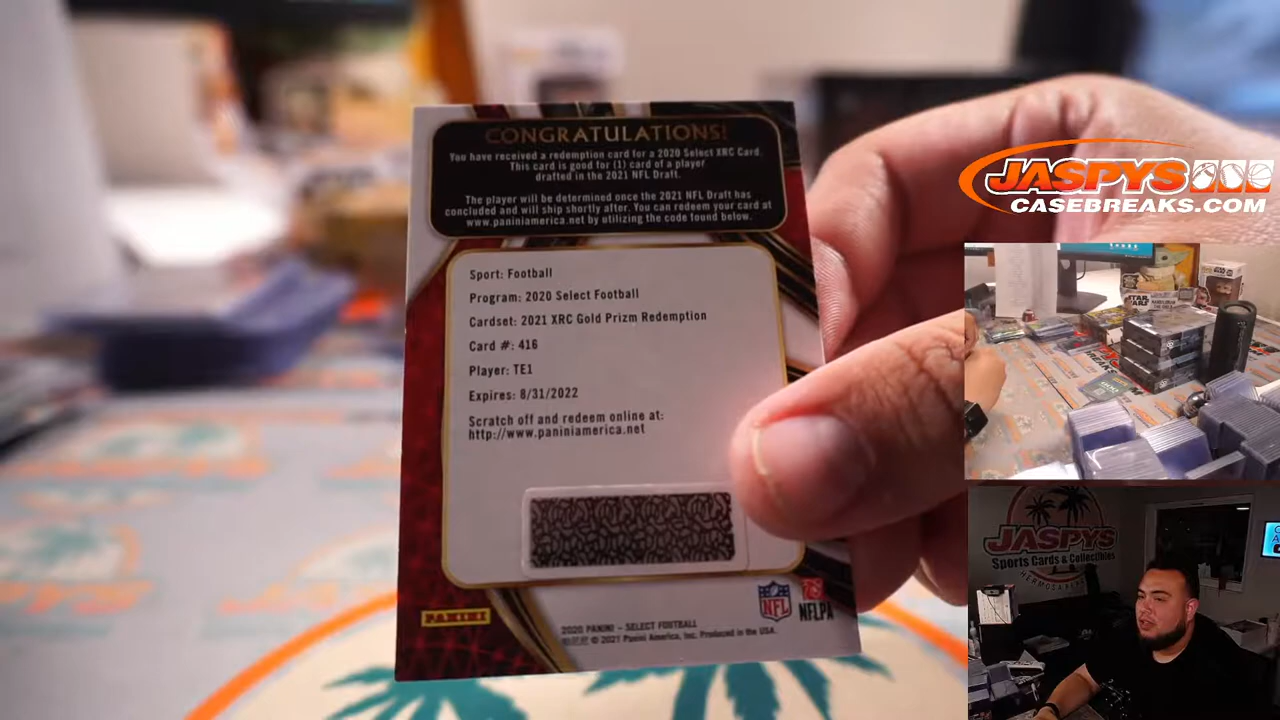 CONGRATULATIONS!
You have received a redemption card for a 2020 Select XRC Card.
This card is good for (1) card of a player
drafted in the 2021 NFL Draft.
The player will be determined once the 2021 NFL Draft has
concluded and will ship shortly after. You can redeem your card at
www.paniniamerica.net by utilizing the code found below.
Sport: Football
Program: 2020 Select Football
Cardset: 2021 XRC Gold Prizm Redemption
Card #: 416
Player: TE1
Expires: 8/31/2022
Scratch off and redeem online at:
http://www.paniniamerica.net
PANINI
NFL
NFLPA
2020 PANINI – SELECT FOOTBALL
© 2021 Panini America, Inc. Produced in the USA.
JASPYS
CASEBREAKS.COM
STAR
WARS
JASPYS
Sports Cards & Collectibles